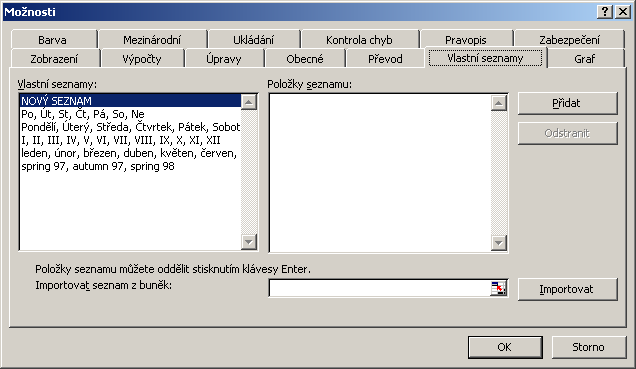 Možnosti
Barva Mezinárodní Ukládání Kontrola chyb Pravopis Zabezpečení
Zobrazení Výpočty Úpravy Obecné Převod Vlastní seznamy Graf
Vlastní seznamy: Položky seznamu:
NOVÝ SEZNAM
Po, Út, St, Čt, Pá, So, Ne
Pondělí, Úterý, Středa, Čtvrtek, Pátek, Sobot
I, II, III, IV, V, VI, VII, VIII, IX, X, XI, XII
leden, únor, březen, duben, květen, červen,
spring 97, autumn 97, spring 98
Přidat
Odstranit
Položky seznamu můžete oddělit stisknutím klávesy Enter.
Importovat seznam z buněk:
Importovat
OK Storno